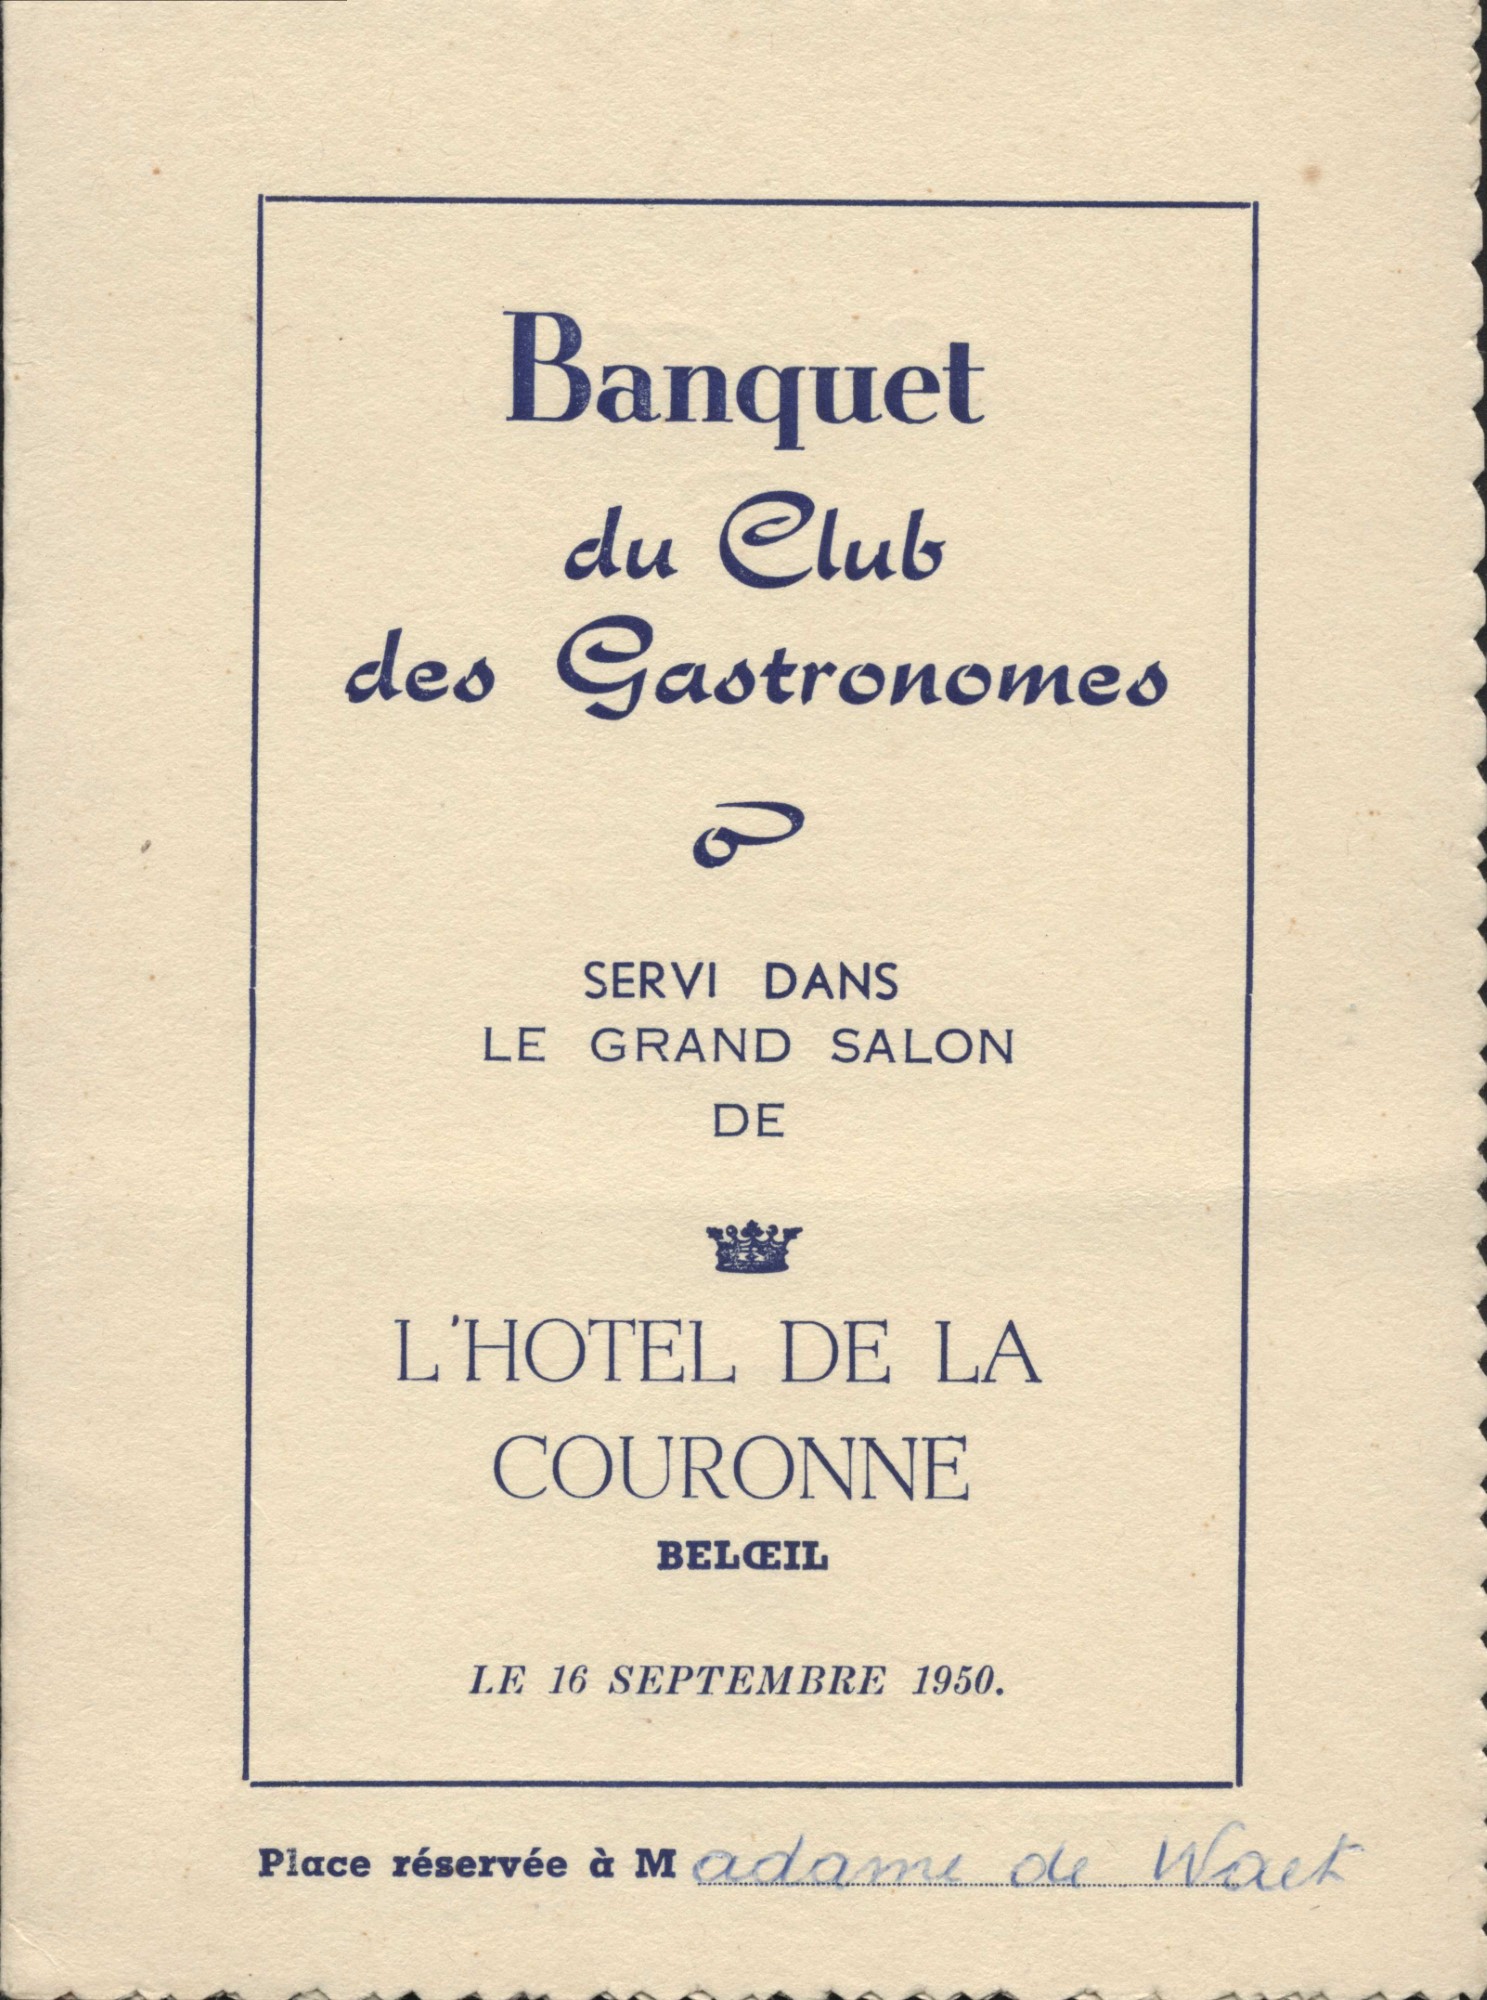 Banquet
du Club
des Gastronomes
SERVI DANS
LE GRAND SALON
DE
L'HOTEL DE LA
COURONNE
BELŒIL
LE 16 SEPTEMBRE 1950.
Place réservée à Madame de Waet